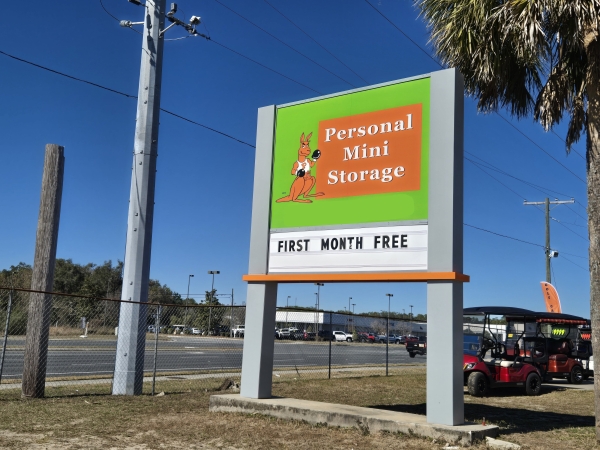 Personal
Mini
Storage
FIRST MONTH FREE